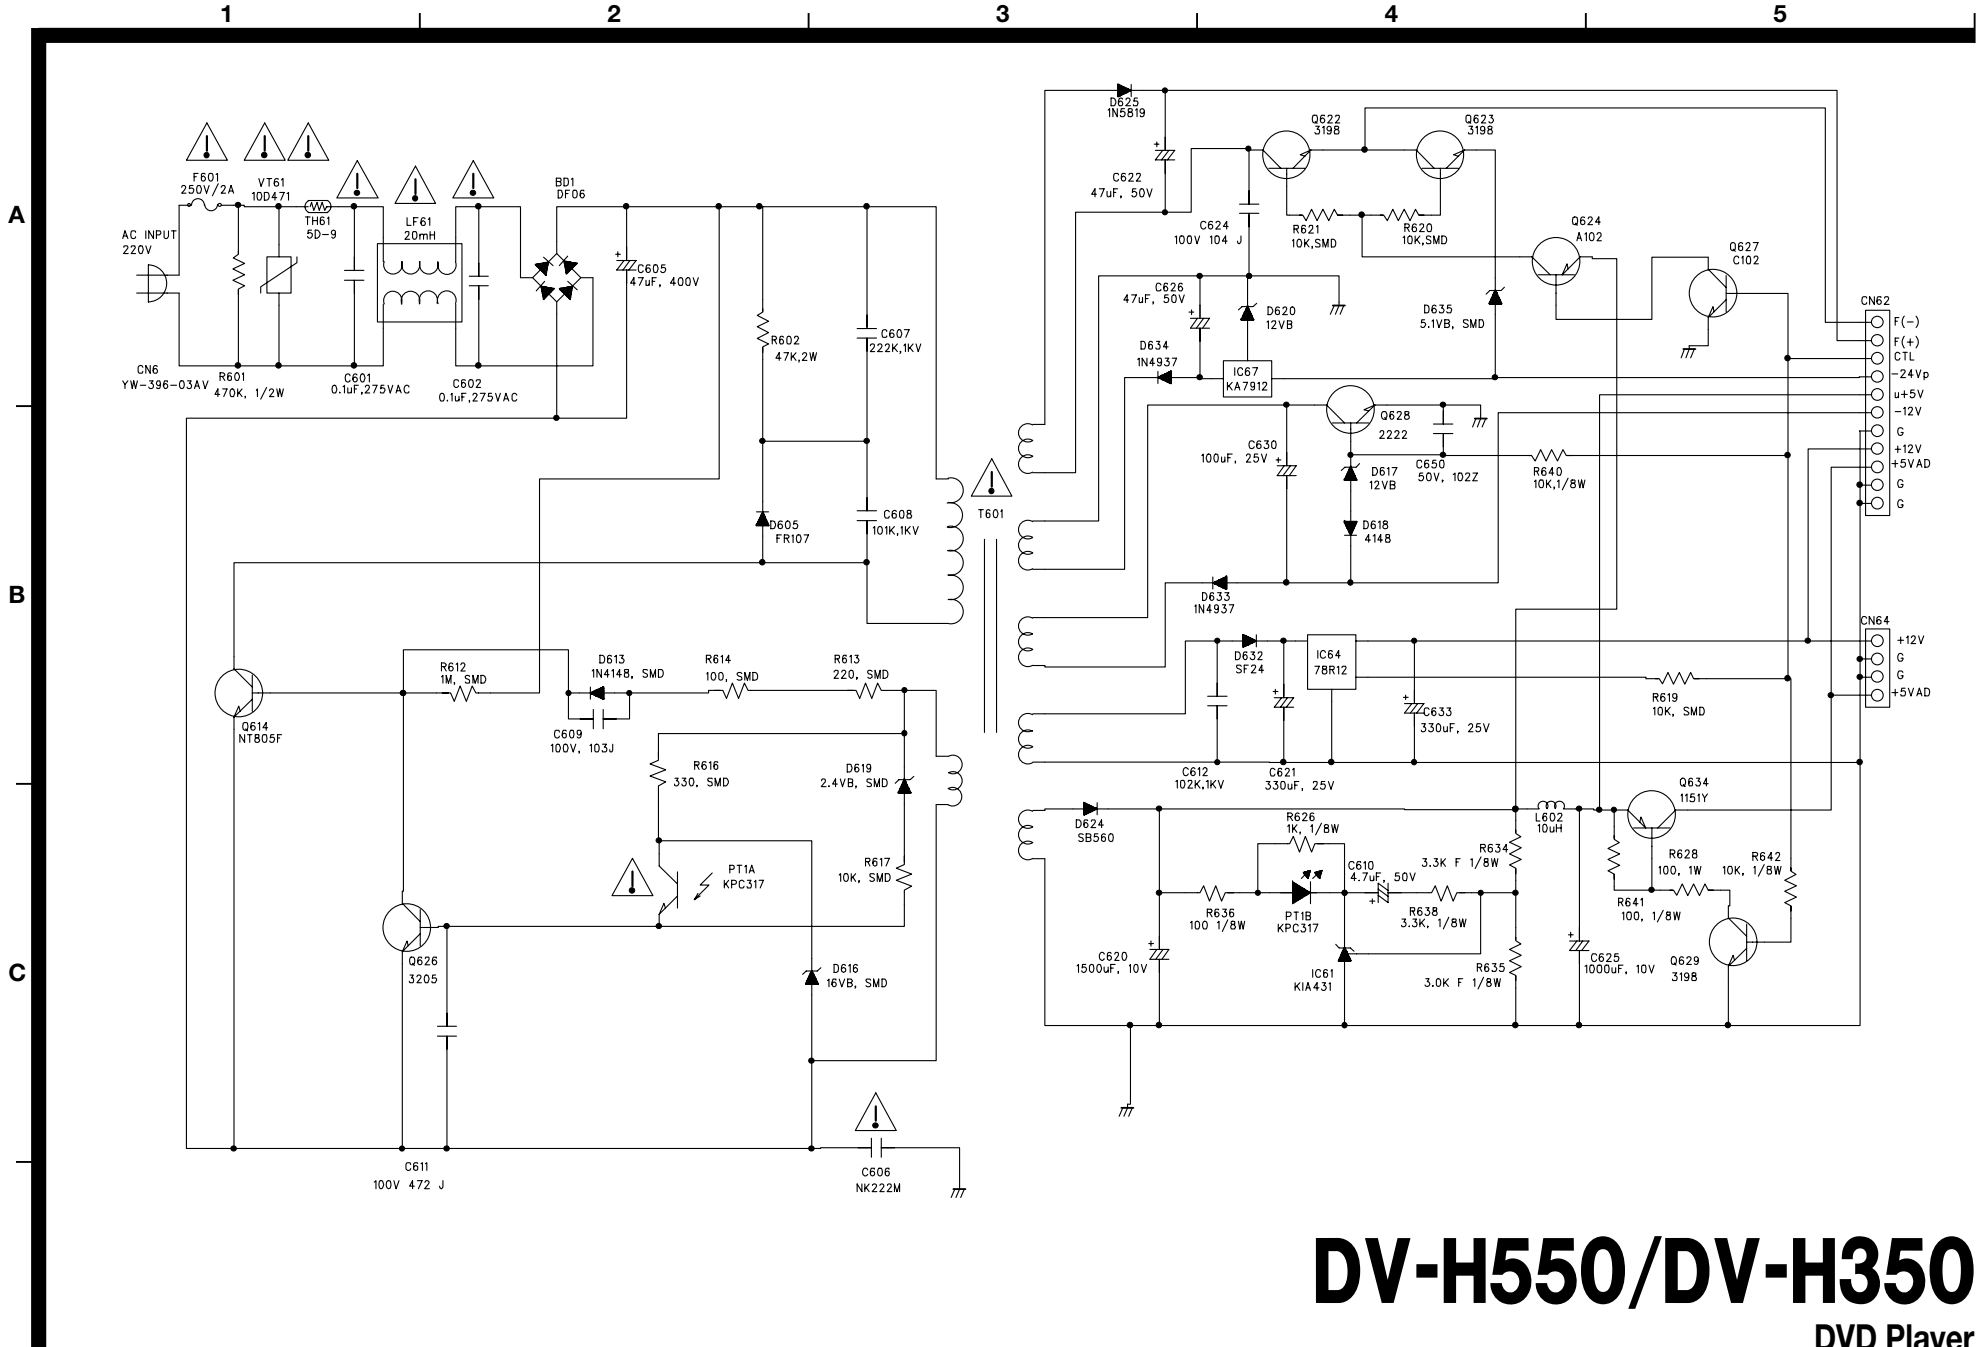 1 2 3 4 5
A
B
C
F601
250V/2A
VT61
10D471
TH61
5D-9
LF61
20mH
BD1
DF06
AC INPUT
220V
CN6
YW-396-03AV
R601
470K, 1/2W
C601
0.1uF,275VAC
C602
0.1uF,275VAC
C605
47uF, 400V
R602
47K,2W
C607
222K,1KV
D605
FR107
C608
101K,1KV
T601
Q614
NT805F
R612
1M, SMD
D613
1N4148, SMD
C609
100V, 103J
R614
100, SMD
R613
220, SMD
R616
330, SMD
D619
2.4VB, SMD
PT1A
KPC317
R617
10K, SMD
Q626
3205
D616
16VB, SMD
C611
100V 472 J
C606
NK222M
D625
1N5819
C622
47uF, 50V
Q622
3198
Q623
3198
C624
100V 104 J
R621
10K,SMD
R620
10K,SMD
Q624
A102
Q627
C102
C626
47uF, 50V
D620
12VB
D635
5.1VB, SMD
D634
1N4937
IC67
KA7912
Q628
2222
C630
100uF, 25V
D617
12VB
C650
50V, 102Z
R640
10K,1/8W
D618
4148
D633
1N4937
D632
SF24
IC64
78R12
C633
330uF, 25V
R619
10K, SMD
C612
102K,1KV
C621
330uF, 25V
D624
SB560
R626
1K, 1/8W
R636
100 1/8W
PT1B
KPC317
C610
4.7uF, 50V
R638
3.3K, 1/8W
R634
3.3K F 1/8W
R635
3.0K F 1/8W
IC61
KIA431
C620
1500uF, 10V
L602
10uH
Q634
1151Y
R628
100, 1W
R642
10K, 1/8W
R641
100, 1/8W
C625
1000uF, 10V
Q629
3198
CN62
F(-)
F(+)
CTL
-24Vp
u+5V
-12V
G
+12V
+5VAD
G
G
CN64
+12V
G
G
+5VAD
DV-H550/DV-H350
DVD Player